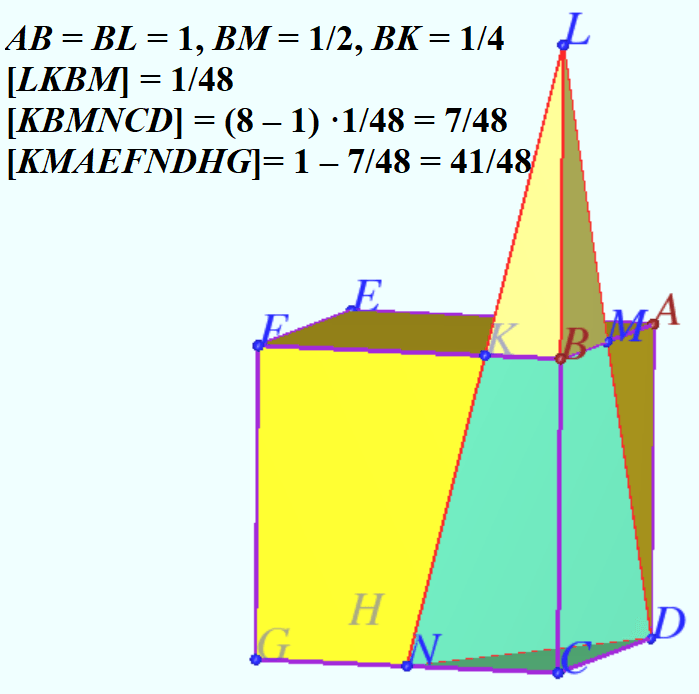 AB = BL = 1, BM = 1/2, BK = 1/4
[LKBM] = 1/48
[KBMNCD] = (8 – 1) ·1/48 = 7/48
[KMAEFNDHG]= 1 – 7/48 = 41/48
L
E
A
F
K
B
M
H
D
G
N
C